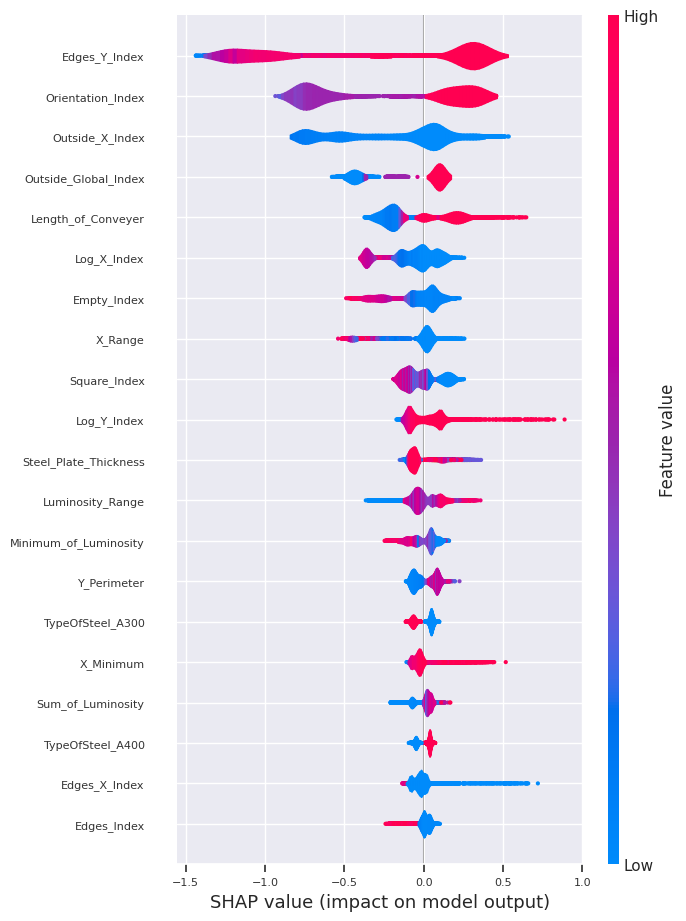 High
Edges_Y_Index
Orientation_Index
Outside_X_Index
Outside_Global_Index
Length_of_Conveyer
Log_X_Index
Empty_Index
X_Range
Square_Index
Log_Y_Index
Steel_Plate_Thickness
Luminosity_Range
Minimum_of_Luminosity
Y_Perimeter
TypeOfSteel_A300
X_Minimum
Sum_of_Luminosity
TypeOfSteel_A400
Edges_X_Index
Edges_Index
Feature value
Low
−1.5 −1.0 −0.5 0.0 0.5 1.0
SHAP value (impact on model output)